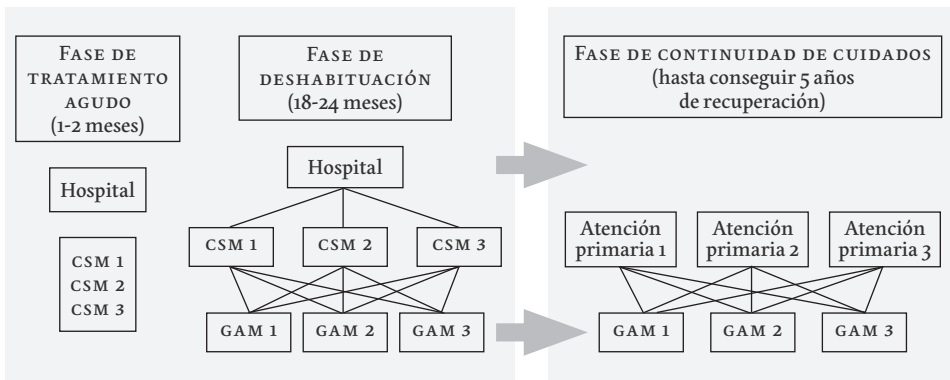 FASE DE
TRATAMIENTO
AGUDO
(1-2 meses)
Hospital
CSM 1
CSM 2
CSM 3
FASE DE
DESHABITUACIÓN
(18-24 meses)
Hospital
CSM 1
CSM 2
CSM 3
GAM 1
GAM 2
GAM 3
FASE DE CONTINUIDAD DE CUIDADOS
(hasta conseguir 5 años
de recuperación)
Atención
primaria 1
Atención
primaria 2
Atención
primaria 3
GAM 1
GAM 2
GAM 3